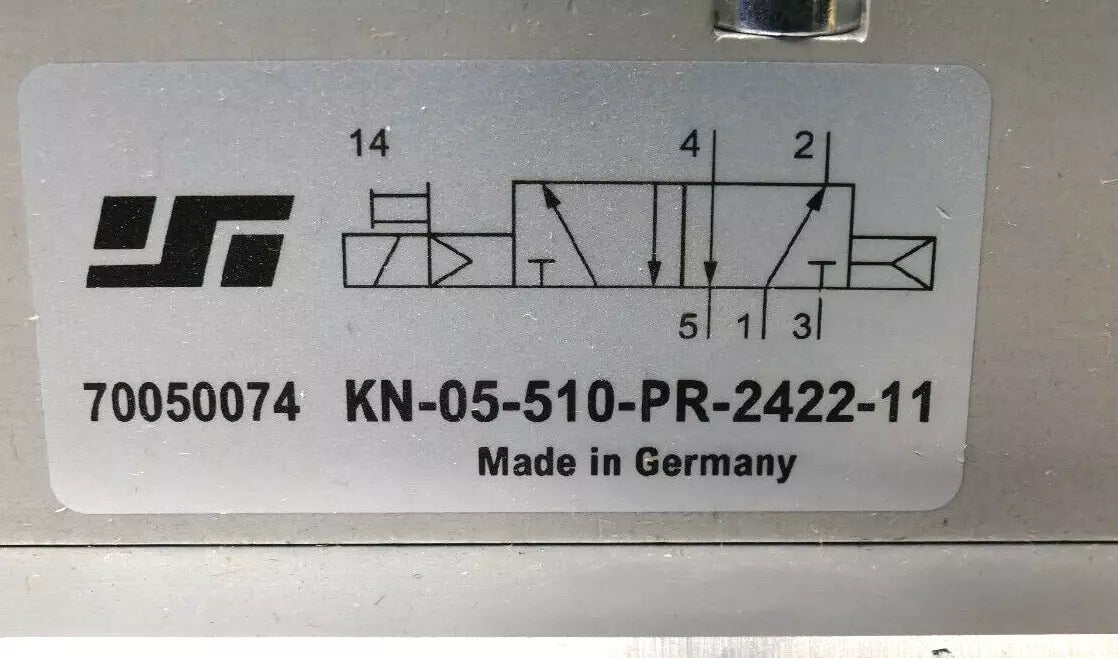 14 4 2
5 1 3
70050074 KN-05-510-PR-2422-11
Made in Germany